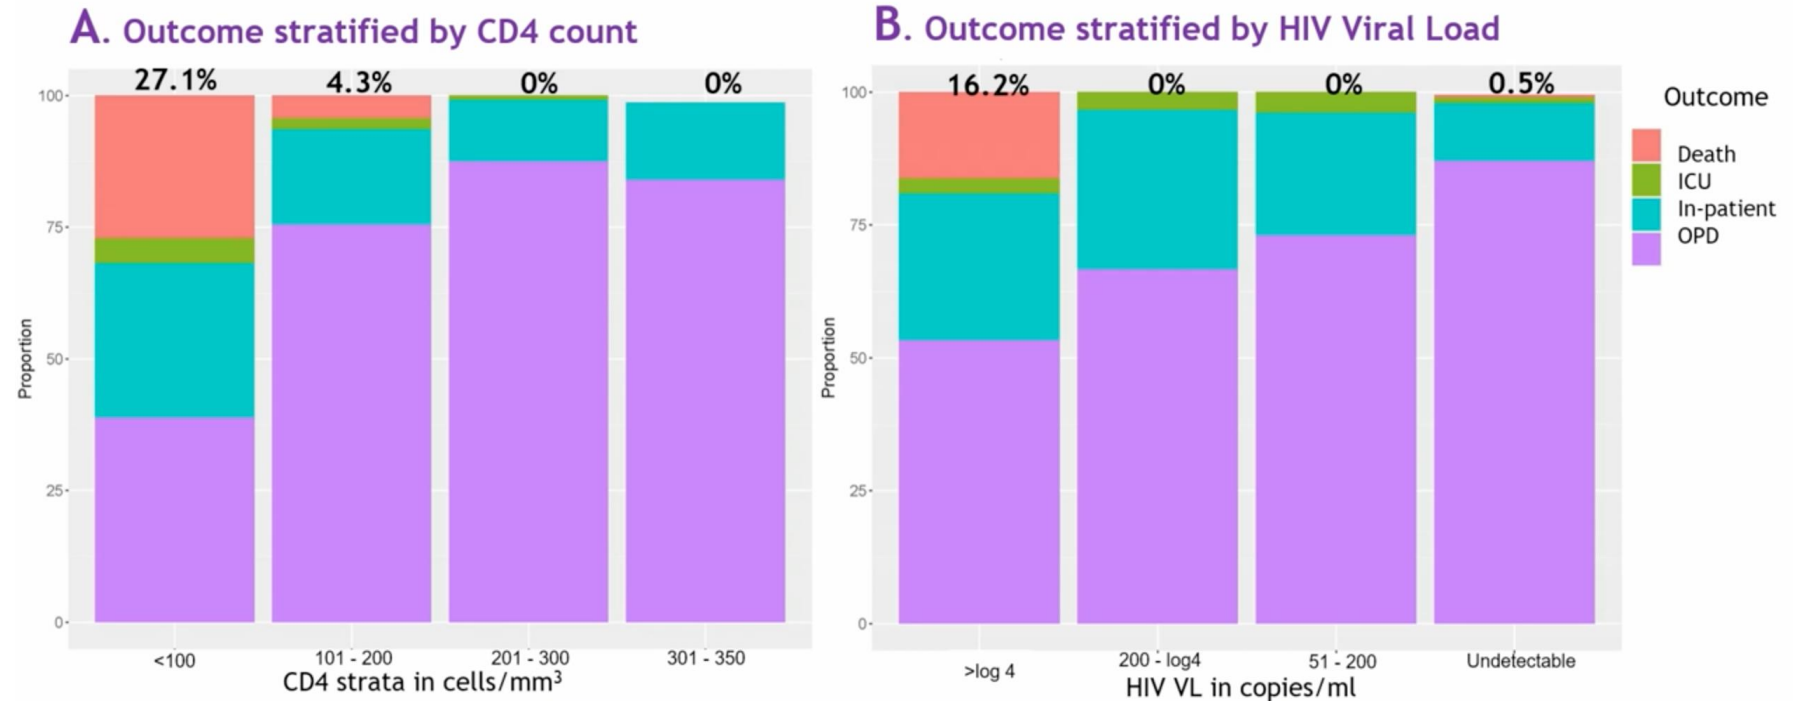 A. Outcome stratified by CD4 count
27.1%
4.3%
0%
0%
100
75
50
25
0
Proportion
<100
101 - 200
201 - 300
301 - 350
CD4 strata in cells/mm³
B. Outcome stratified by HIV Viral Load
16.2%
0%
0%
0.5%
100
75
50
25
0
Proportion
>log 4
200 - log4
51 - 200
Undetectable
HIV VL in copies/ml
Outcome
Death
ICU
In-patient
OPD